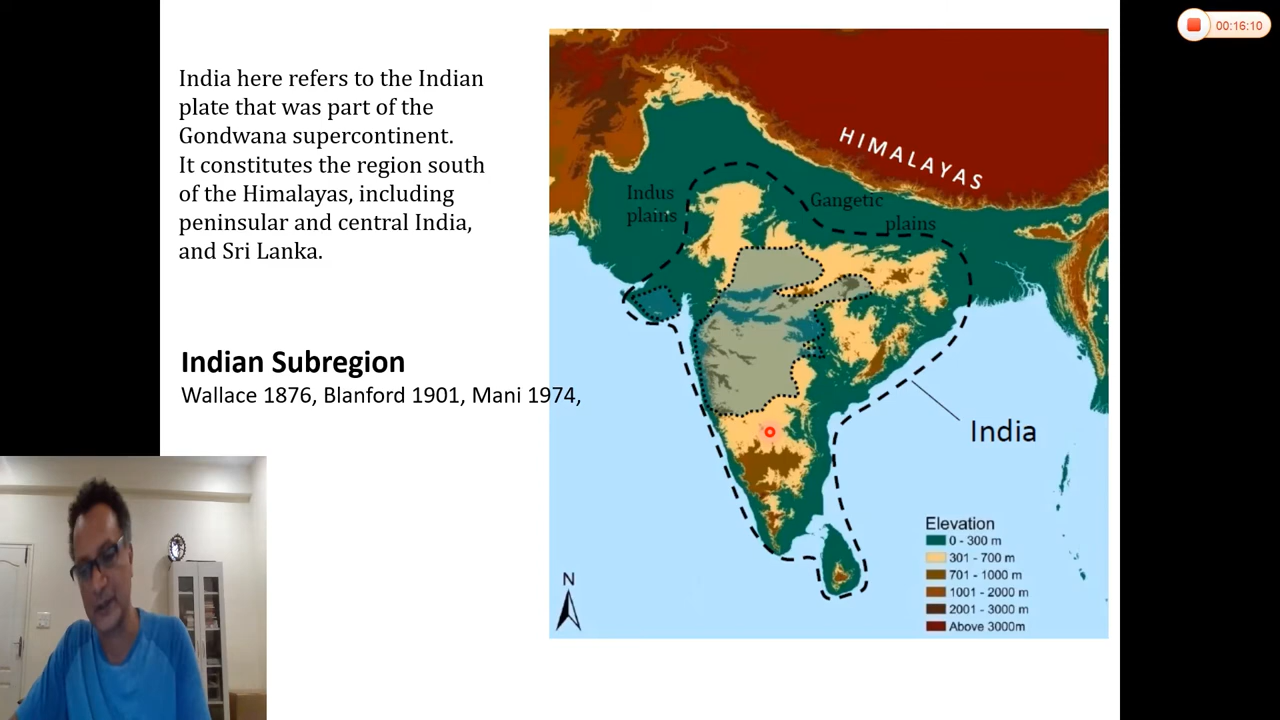 00:16:10
India here refers to the Indian
plate that was part of the
Gondwana supercontinent.
It constitutes the region south
of the Himalayas, including
peninsular and central India,
and Sri Lanka.
Indian Subregion
Wallace 1876, Blanford 1901, Mani 1974,
HIMALAYAS
Indus
plains
Gangetic
plains
India
Elevation
0 - 300 m
301 - 700 m
701 - 1000 m
1001 - 2000 m
2001 - 3000 m
Above 3000m
N